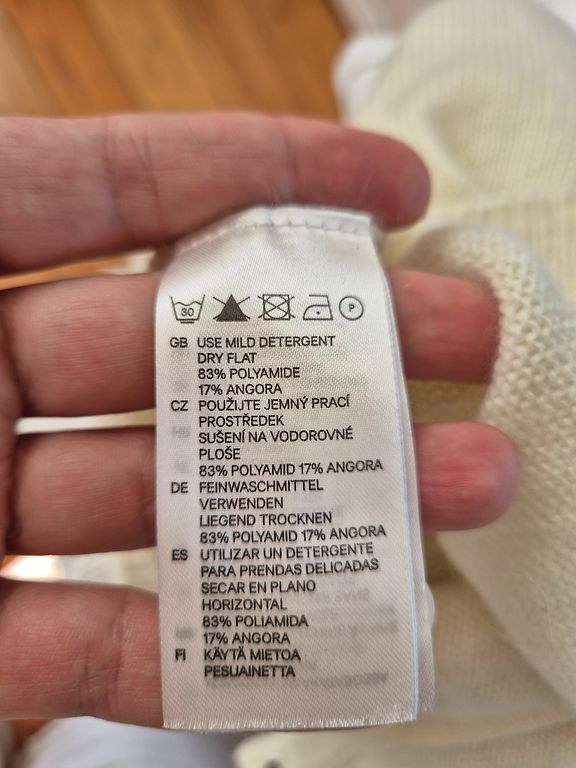 30 P
GB USE MILD DETERGENT
DRY FLAT
83% POLYAMIDE
17% ANGORA
CZ POUŽIJTE JEMNÝ PRACÍ
PROSTŘEDEK
SUŠENÍ NA VODOROVNÉ
PLOŠE
83% POLYAMID 17% ANGORA
DE FEINWASCHMITTEL
VERWENDEN
LIEGEND TROCKNEN
83% POLYAMID 17% ANGORA
ES UTILIZAR UN DETERGENTE
PARA PRENDAS DELICADAS
SECAR EN PLANO
HORIZONTAL
83% POLIAMIDA
17% ANGORA
FI KÄYTÄ MIETOA
PESUAINETTA